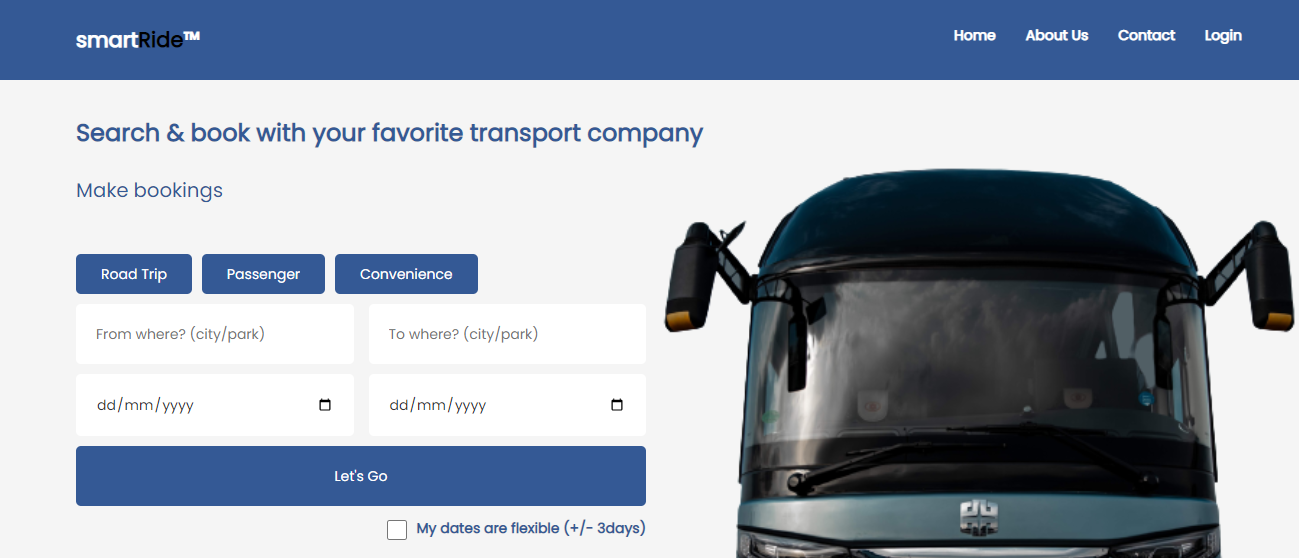 smartRide™
Home About Us Contact Login
Search & book with your favorite transport company
Make bookings
Road Trip Passenger Convenience
From where? (city/park) To where? (city/park)
dd/mm/yyyy dd/mm/yyyy
Let's Go
My dates are flexible (+/- 3days)